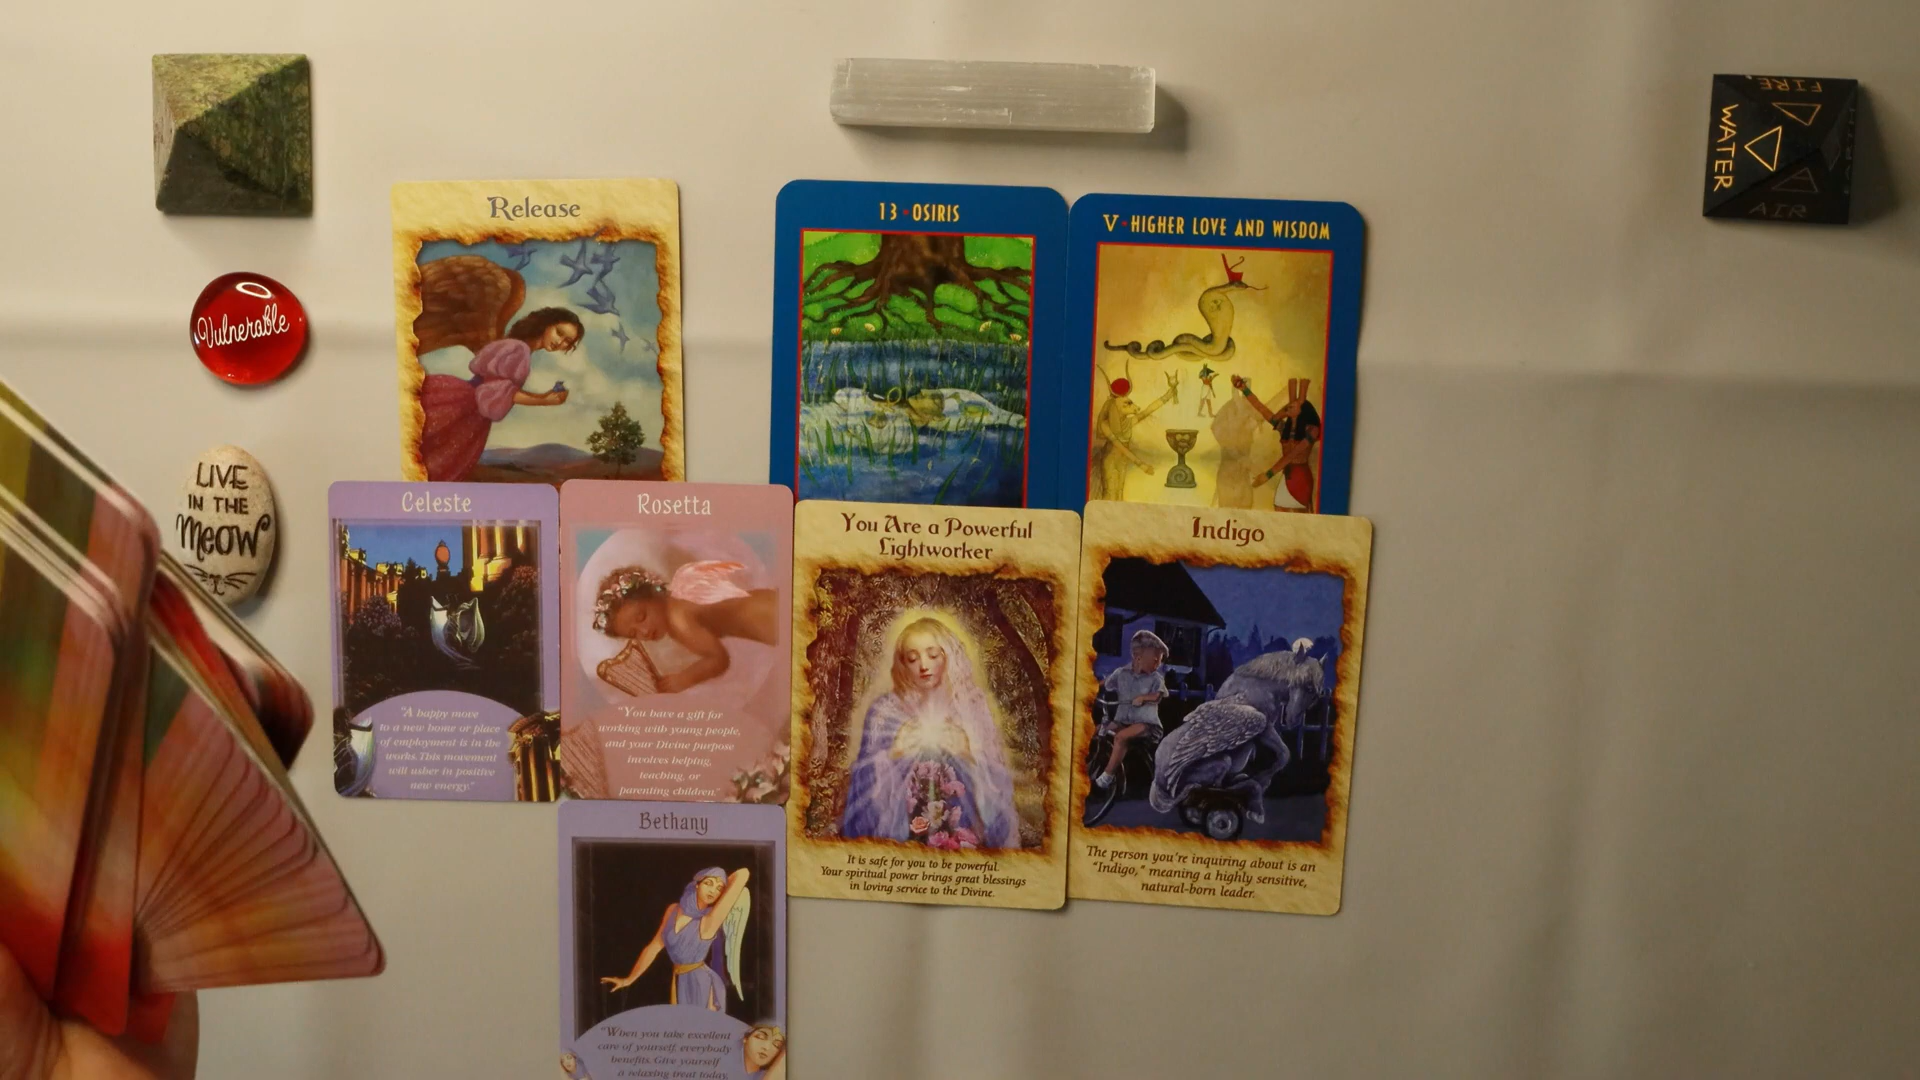 FIRE
WATER
AIR
Release
13 • OSIRIS
V • HIGHER LOVE AND WISDOM
Vulnerable
LIVE
IN THE
MEOW
Celeste
"A happy move
to a new home or place
of employment is in the
works. This movement
will usher in positive
new energy."
Rosetta
"You have a gift for
working with young people,
and your Divine purpose
involves helping,
teaching, or
parenting children."
You Are a Powerful
Lightworker
It is safe for you to be powerful.
Your spiritual power brings great blessings
in loving service to the Divine.
Indigo
The person you're inquiring about is an
"Indigo," meaning a highly sensitive,
natural-born leader.
Bethany
"When you take excellent
care of yourself, everybody
benefits. Give yourself
a relaxing treat today,